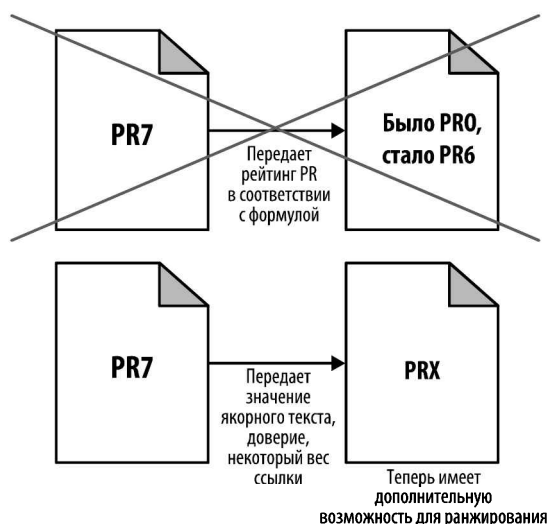 PR7
Было PR0,
стало PR6
Передает
рейтинг PR
в соответствии
с формулой
PR7
PRX
Передает
значение
якорного текста,
доверие,
некоторый вес
ссылки
Теперь имеет
дополнительную
возможность для ранжирования